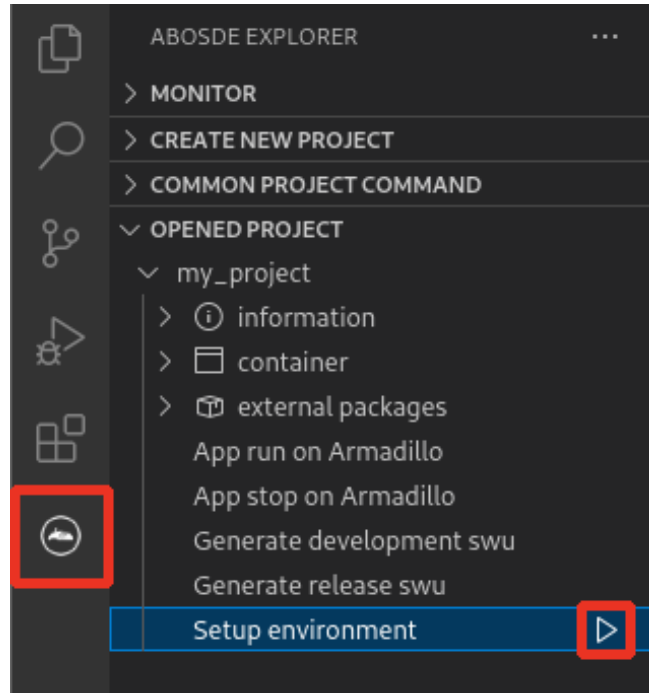 ABOSDE EXPLORER
MONITOR
CREATE NEW PROJECT
COMMON PROJECT COMMAND
OPENED PROJECT
my_project
information
container
external packages
App run on Armadillo
App stop on Armadillo
Generate development swu
Generate release swu
Setup environment